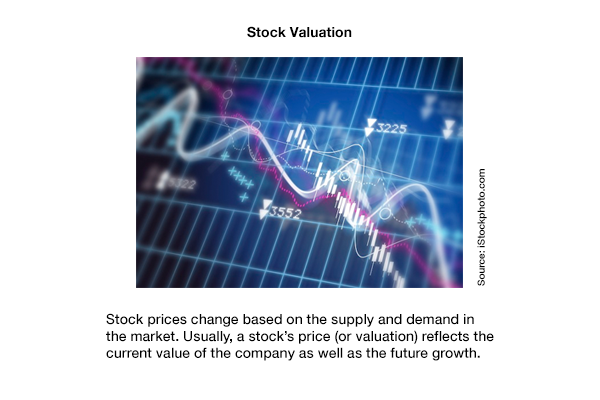 Stock Valuation
3225
3552
Source: iStockphoto.com
Stock prices change based on the supply and demand in
the market. Usually, a stock’s price (or valuation) reflects the
current value of the company as well as the future growth.